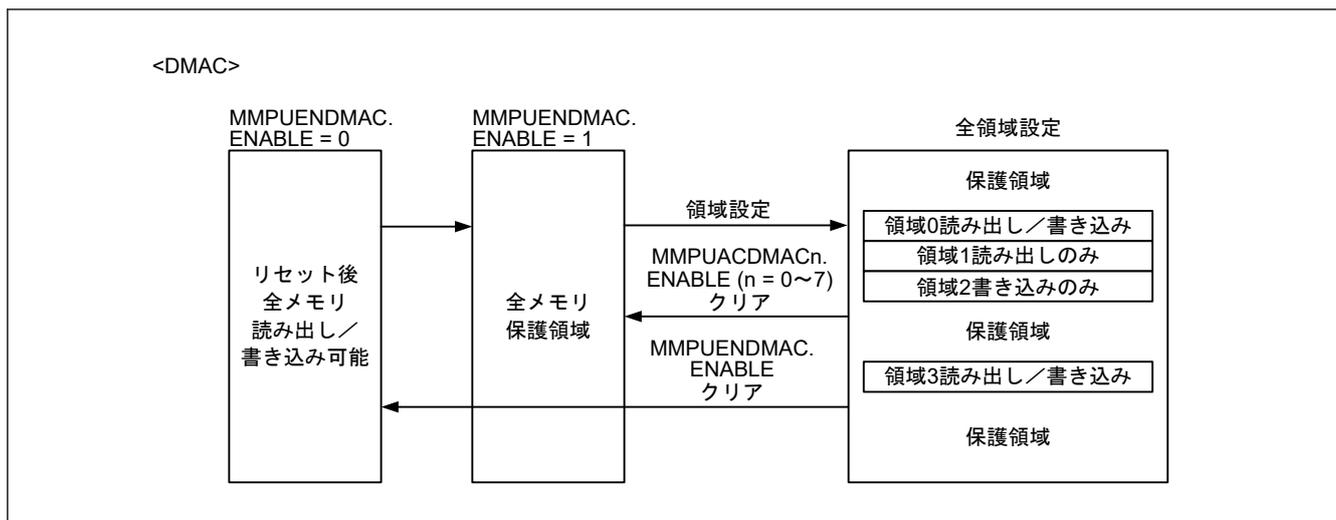 <DMAC>
MMPUENDMAC.
ENABLE = 0
MMPUENDMAC.
ENABLE = 1
全領域設定
リセット後
全メモリ
読み出し／
書き込み可能
全メモリ
保護領域
領域設定
MMPUACDMACn.
ENABLE (n = 0～7)
クリア
MMPUENDMAC.
ENABLE
クリア
保護領域
領域0読み出し／書き込み
領域1読み出しのみ
領域2書き込みのみ
保護領域
領域3読み出し／書き込み
保護領域